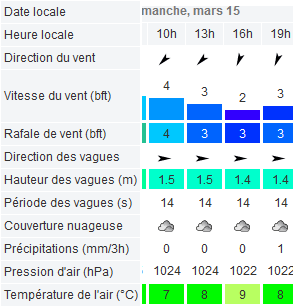 Date locale manche, mars 15
Heure locale 10h 13h 16h 19h
Direction du vent
Vitesse du vent (bft) 4 3 2 3
Rafale de vent (bft) 4 3 3 3
Direction des vagues
Hauteur des vagues (m) 1.5 1.5 1.4 1.4
Période des vagues (s) 14 14 14 14
Couverture nuageuse
Précipitations (mm/3h) 0 0 0 1
Pression d'air (hPa) 1024 1024 1022 1022
Température de l'air (°C) 7 8 9 8